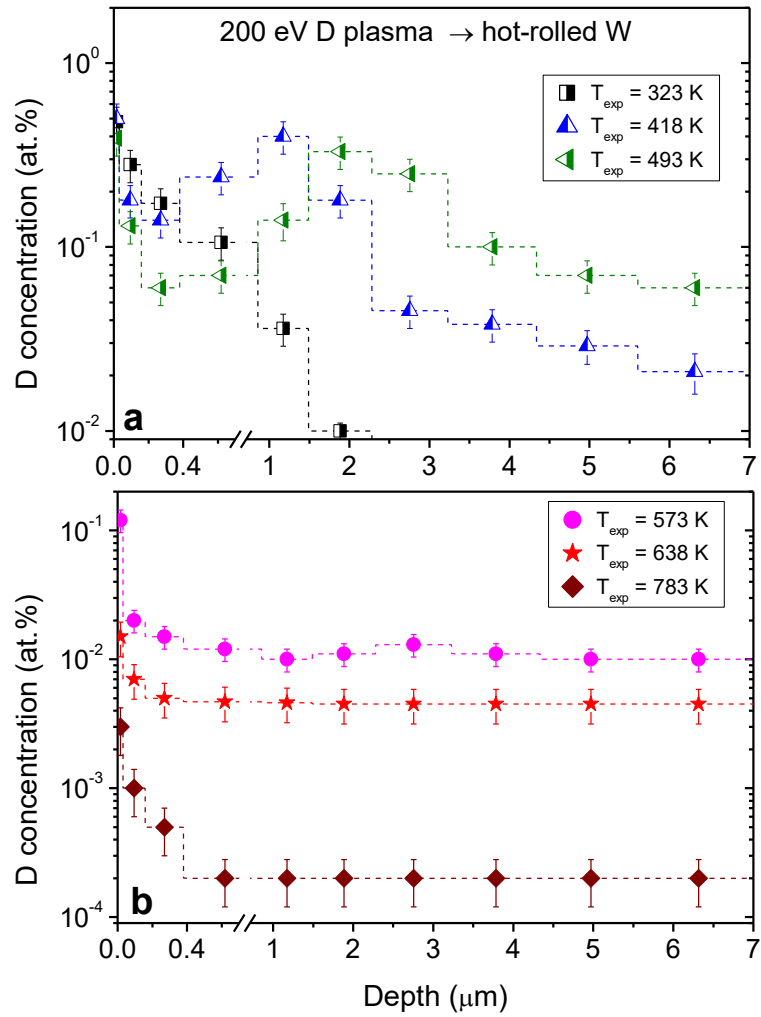 200 eV D plasma → hot-rolled W
D concentration (at.%)
10⁰
10⁻¹
10⁻²
T_exp = 323 K
T_exp = 418 K
T_exp = 493 K
a
0.0 0.4 1 2 3 4 5 6 7
D concentration (at.%)
10⁻¹
10⁻²
10⁻³
10⁻⁴
T_exp = 573 K
T_exp = 638 K
T_exp = 783 K
b
0.0 0.4 1 2 3 4 5 6 7
Depth (μm)